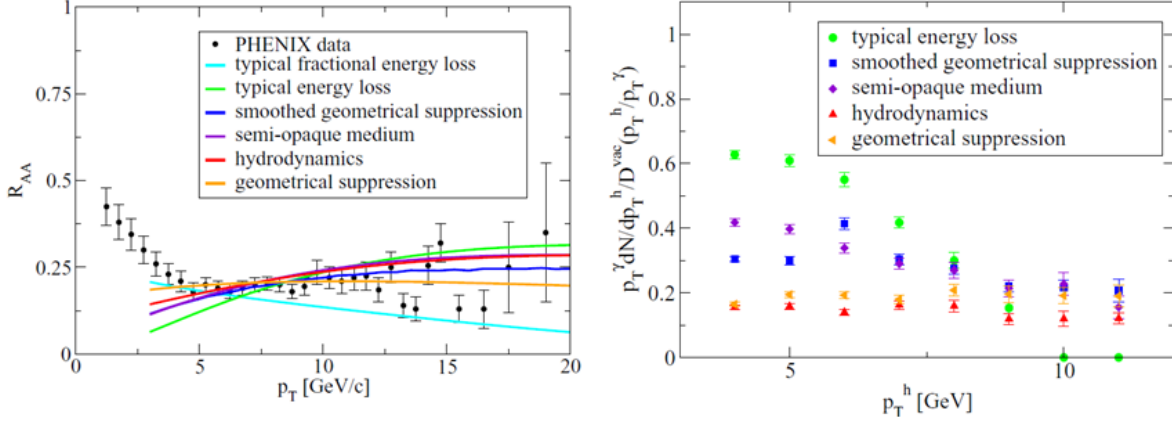 1
0.75
0.5
0.25
0
R_AA
PHENIX data
typical fractional energy loss
typical energy loss
smoothed geometrical suppression
semi-opaque medium
hydrodynamics
geometrical suppression
0 5 10 15 20
p_T [GeV/c]
1
0.8
0.6
0.4
0.2
0
p_T^γ dN/dp_T^h/D^vac(p_T^h/p_T^γ)
typical energy loss
smoothed geometrical suppression
semi-opaque medium
hydrodynamics
geometrical suppression
5 10
p_T^h [GeV]